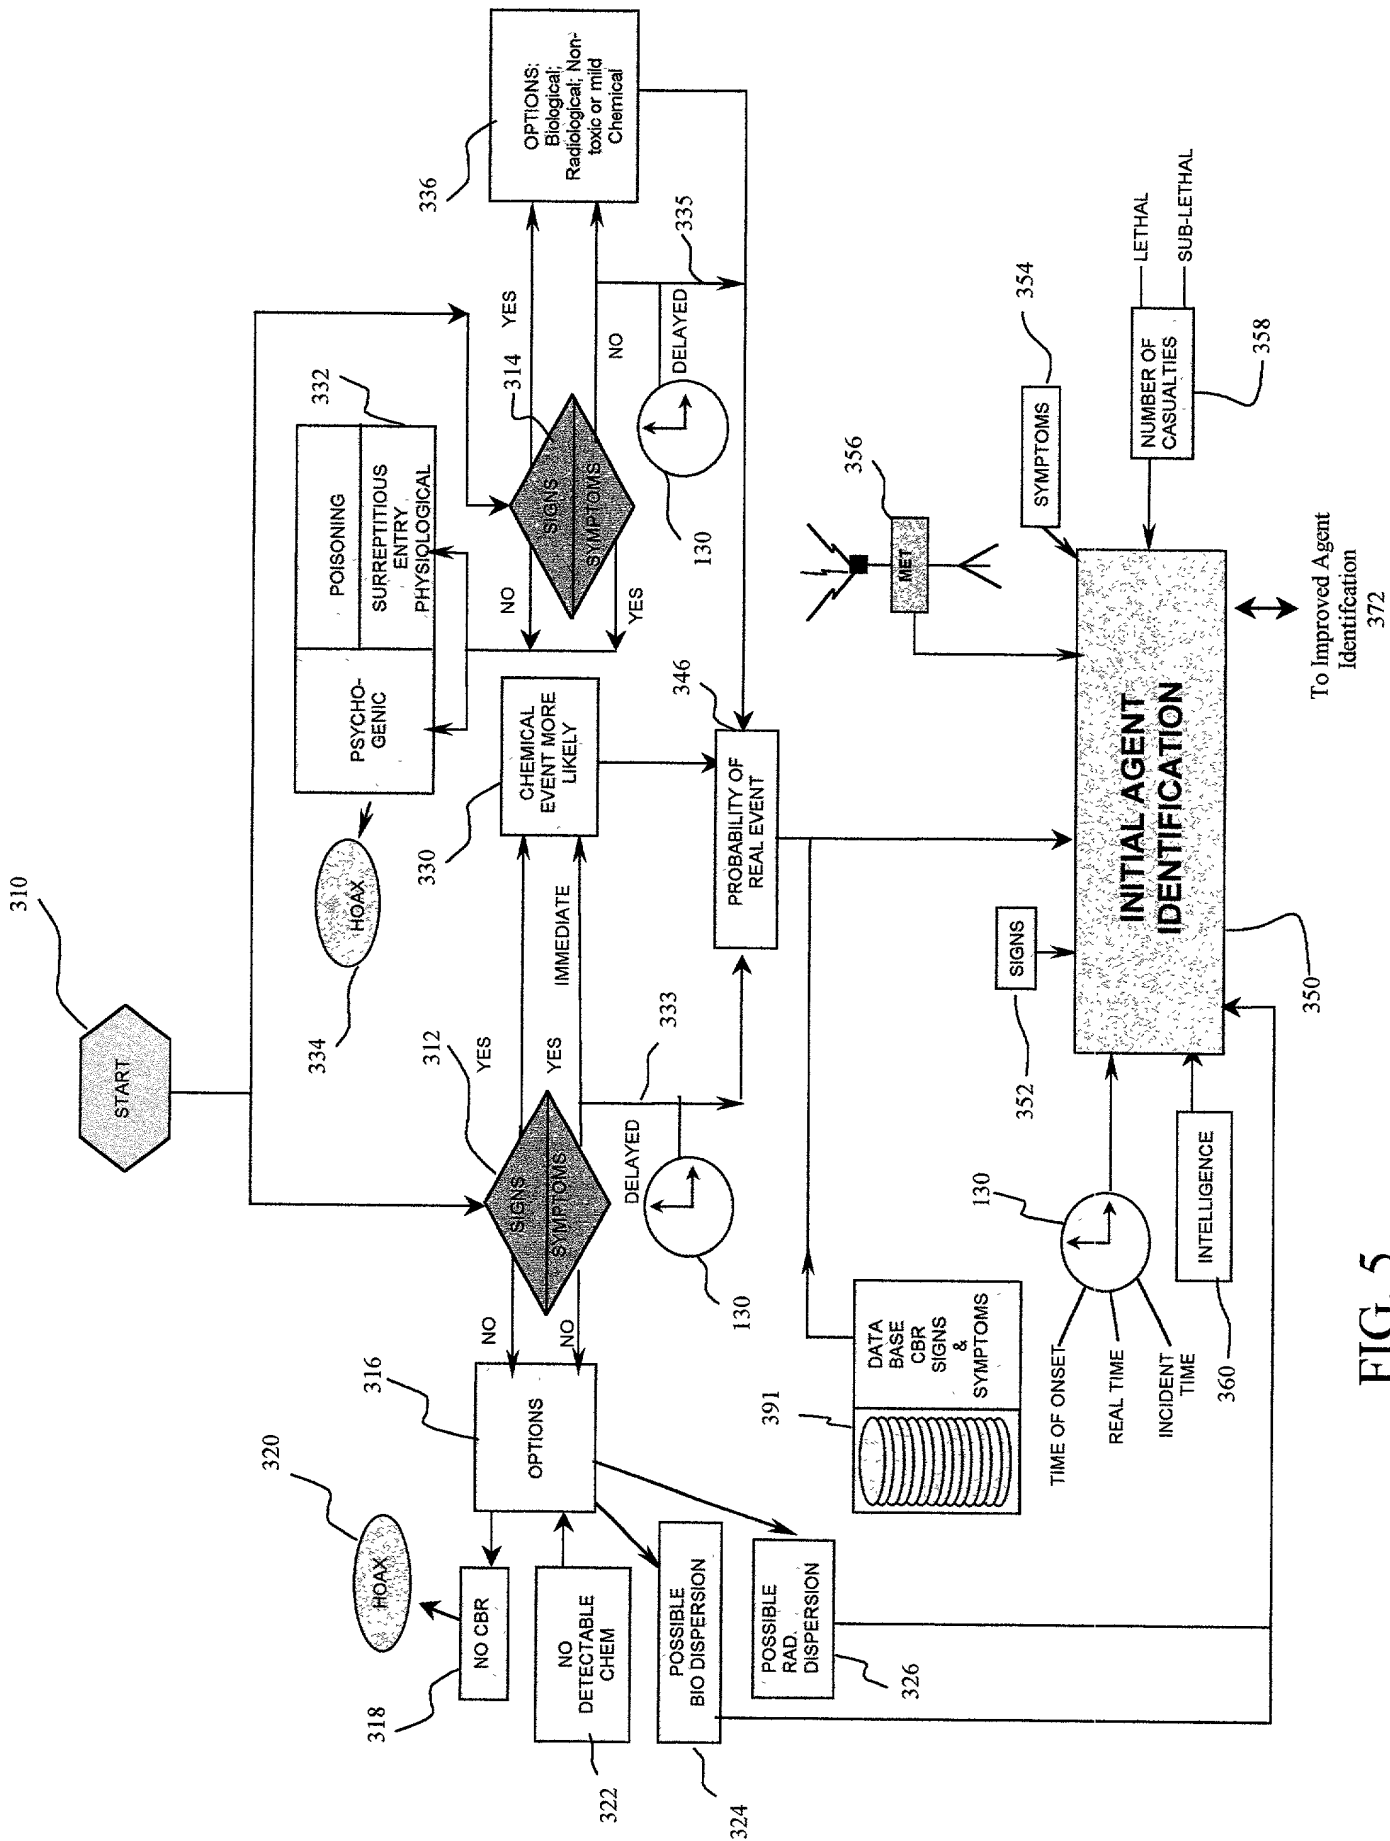 310
START
320
HOAX
318
NO CBR
316
OPTIONS
NO
NO
322
NO
DETECTABLE
CHEM
324
POSSIBLE
BIO DISPERSION
326
POSSIBLE
RAD.
DISPERSION
312
SIGNS
SYMPTOMS
YES
YES
IMMEDIATE
DELAYED
130
333
334
HOAX
330
CHEMICAL
EVENT MORE
LIKELY
PSYCHO-
GENIC
POISONING
SURREPTITIOUS
ENTRY
PHYSIOLOGICAL
332
314
SIGNS
SYMPTOMS
NO
YES
YES
NO
DELAYED
130
335
336
OPTIONS:
Biological;
Radiological; Non-
toxic or mild
Chemical
346
PROBABILITY OF
REAL EVENT
391
DATA
BASE
CBR
SIGNS
&
SYMPTOMS
TIME OF ONSET
REAL TIME
INCIDENT
TIME
130
360
INTELLIGENCE
352
SIGNS
350
INITIAL AGENT
IDENTIFICATION
356
MET
354
SYMPTOMS
358
NUMBER OF
CASUALTIES
LETHAL
SUB-LETHAL
To Improved Agent
Identifcation
372
FIG. 5